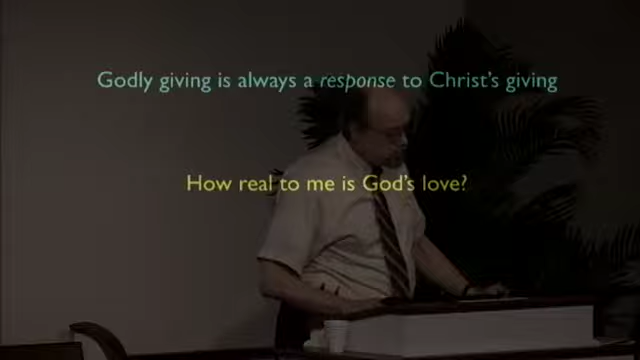 Godly giving is always a response to Christ's giving
How real to me is God's love?